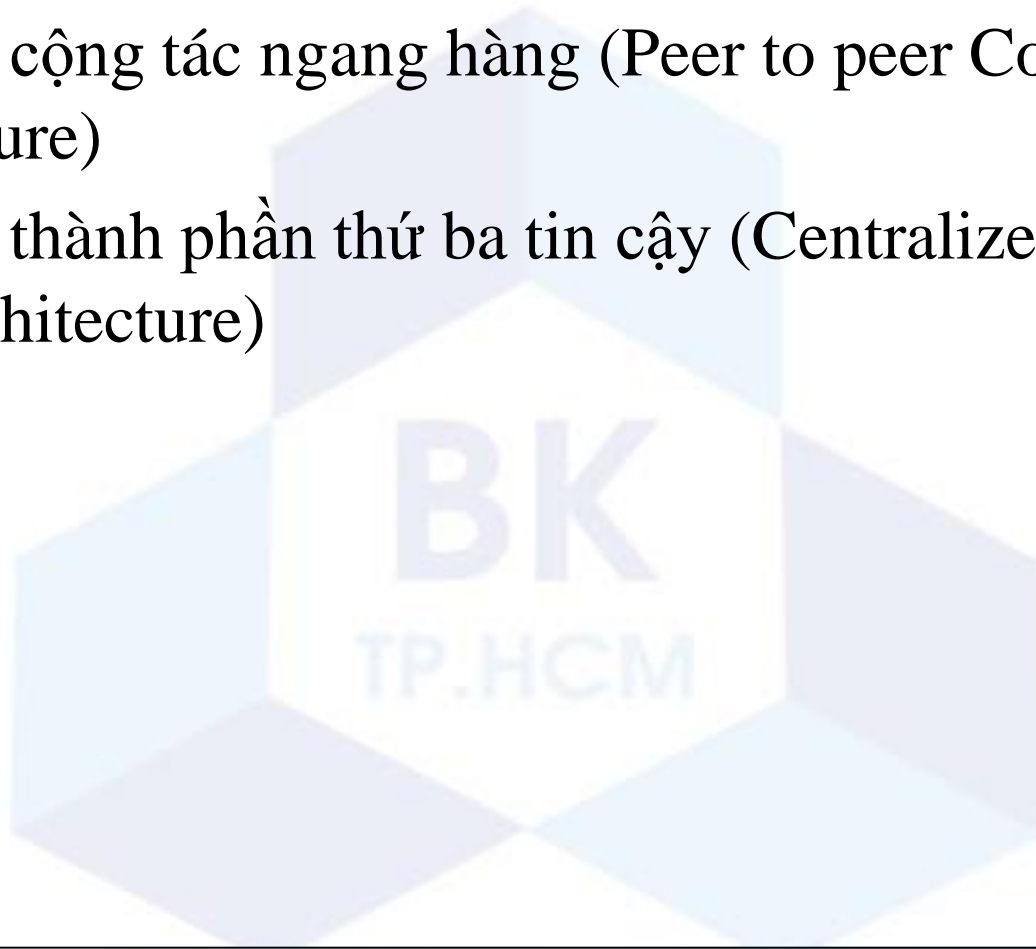 cộng tác ngang hàng (Peer to peer Co
ure)
thành phần thứ ba tin cậy (Centralize
hitecture)
BK
TP.HCM